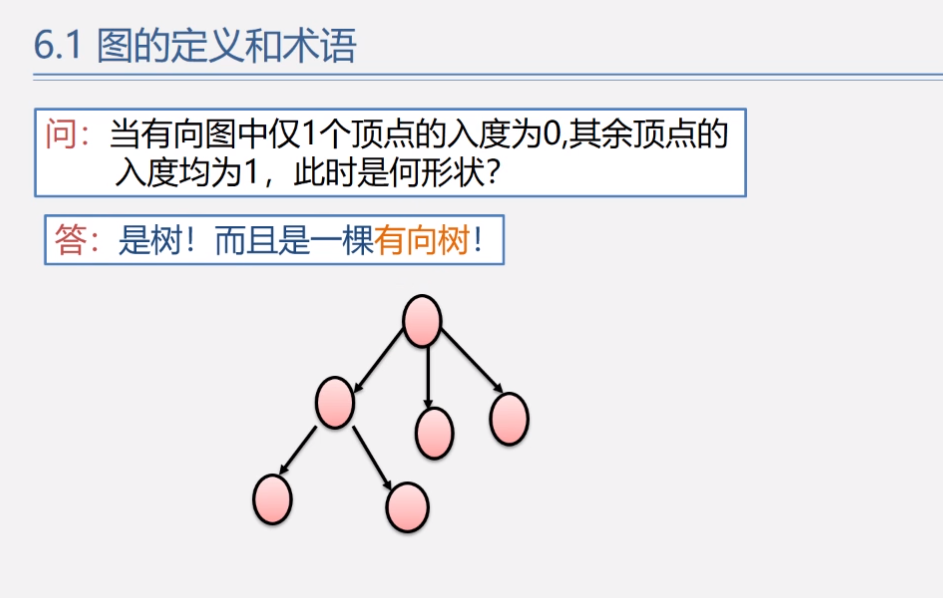 6.1 图的定义和术语
问：当有向图中仅1个顶点的入度为0,其余顶点的
入度均为1，此时是何形状？
答：是树！而且是一棵有向树！